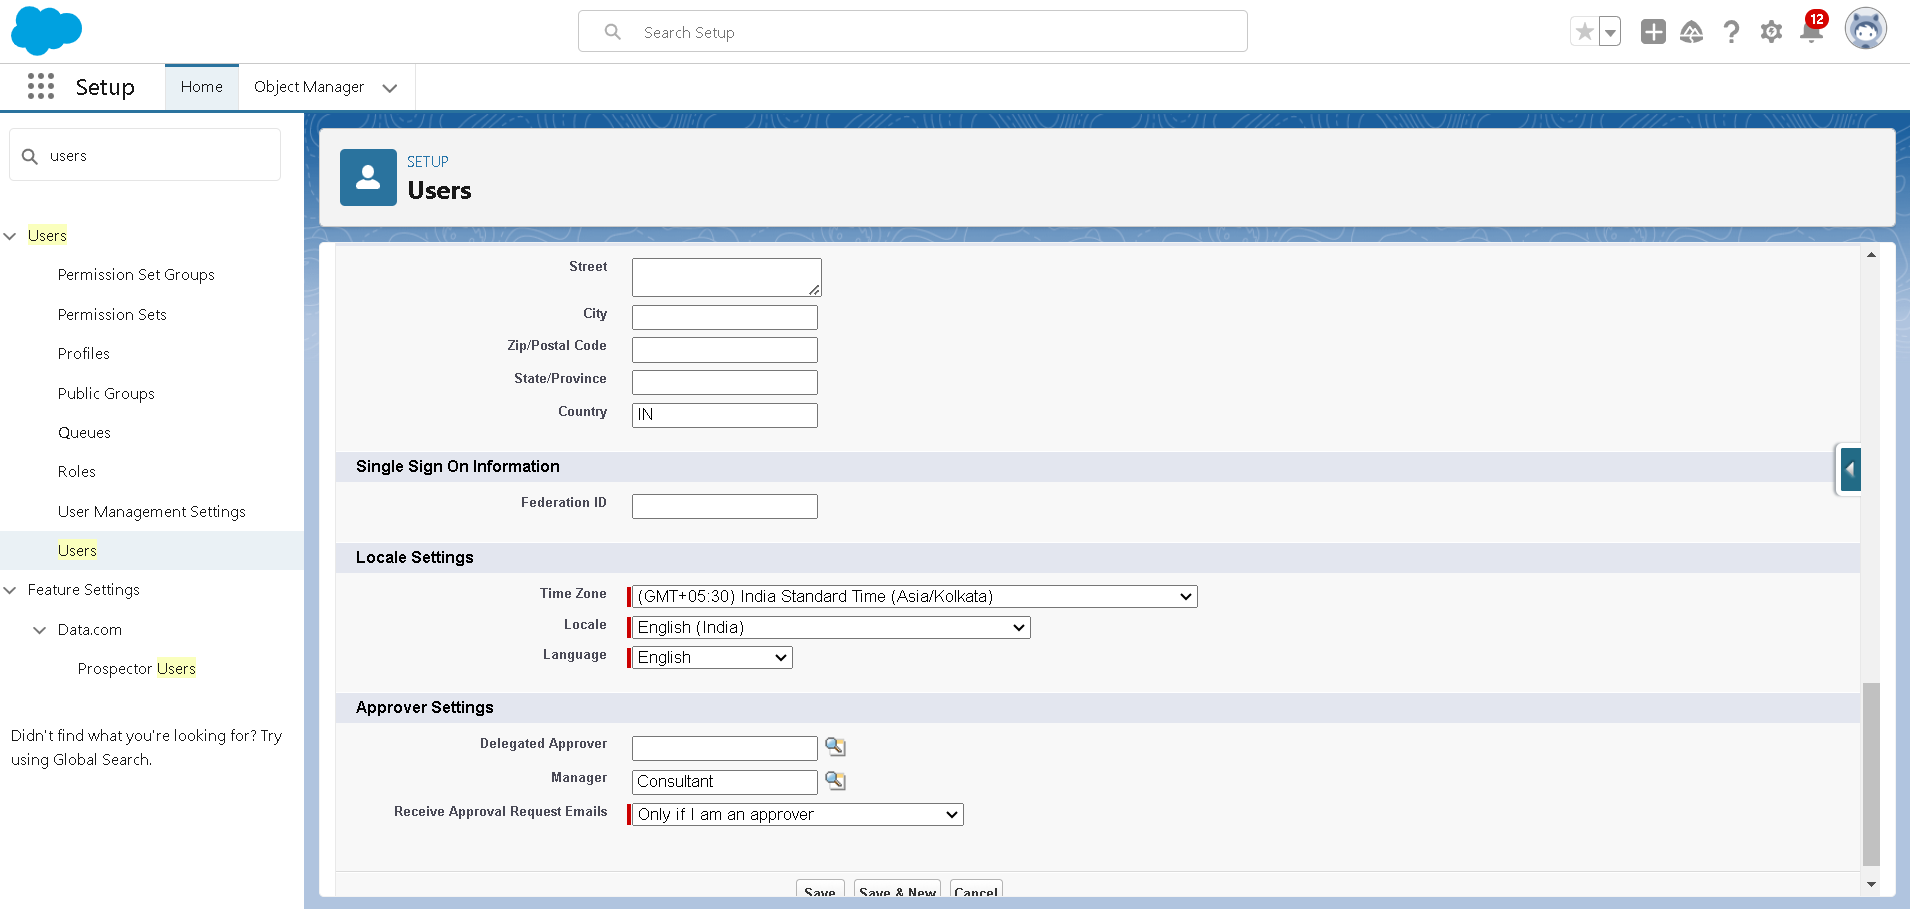 Search Setup
12
Setup
Home
Object Manager
users
SETUP
Users
Users
Permission Set Groups
Permission Sets
Profiles
Public Groups
Queues
Roles
User Management Settings
Users
Feature Settings
Data.com
Prospector Users
Didn't find what you're looking for? Try
using Global Search.
Street
City
Zip/Postal Code
State/Province
Country IN
Single Sign On Information
Federation ID
Locale Settings
Time Zone (GMT+05:30) India Standard Time (Asia/Kolkata)
Locale English (India)
Language English
Approver Settings
Delegated Approver
Manager Consultant
Receive Approval Request Emails Only if I am an approver
Save Save & New Cancel